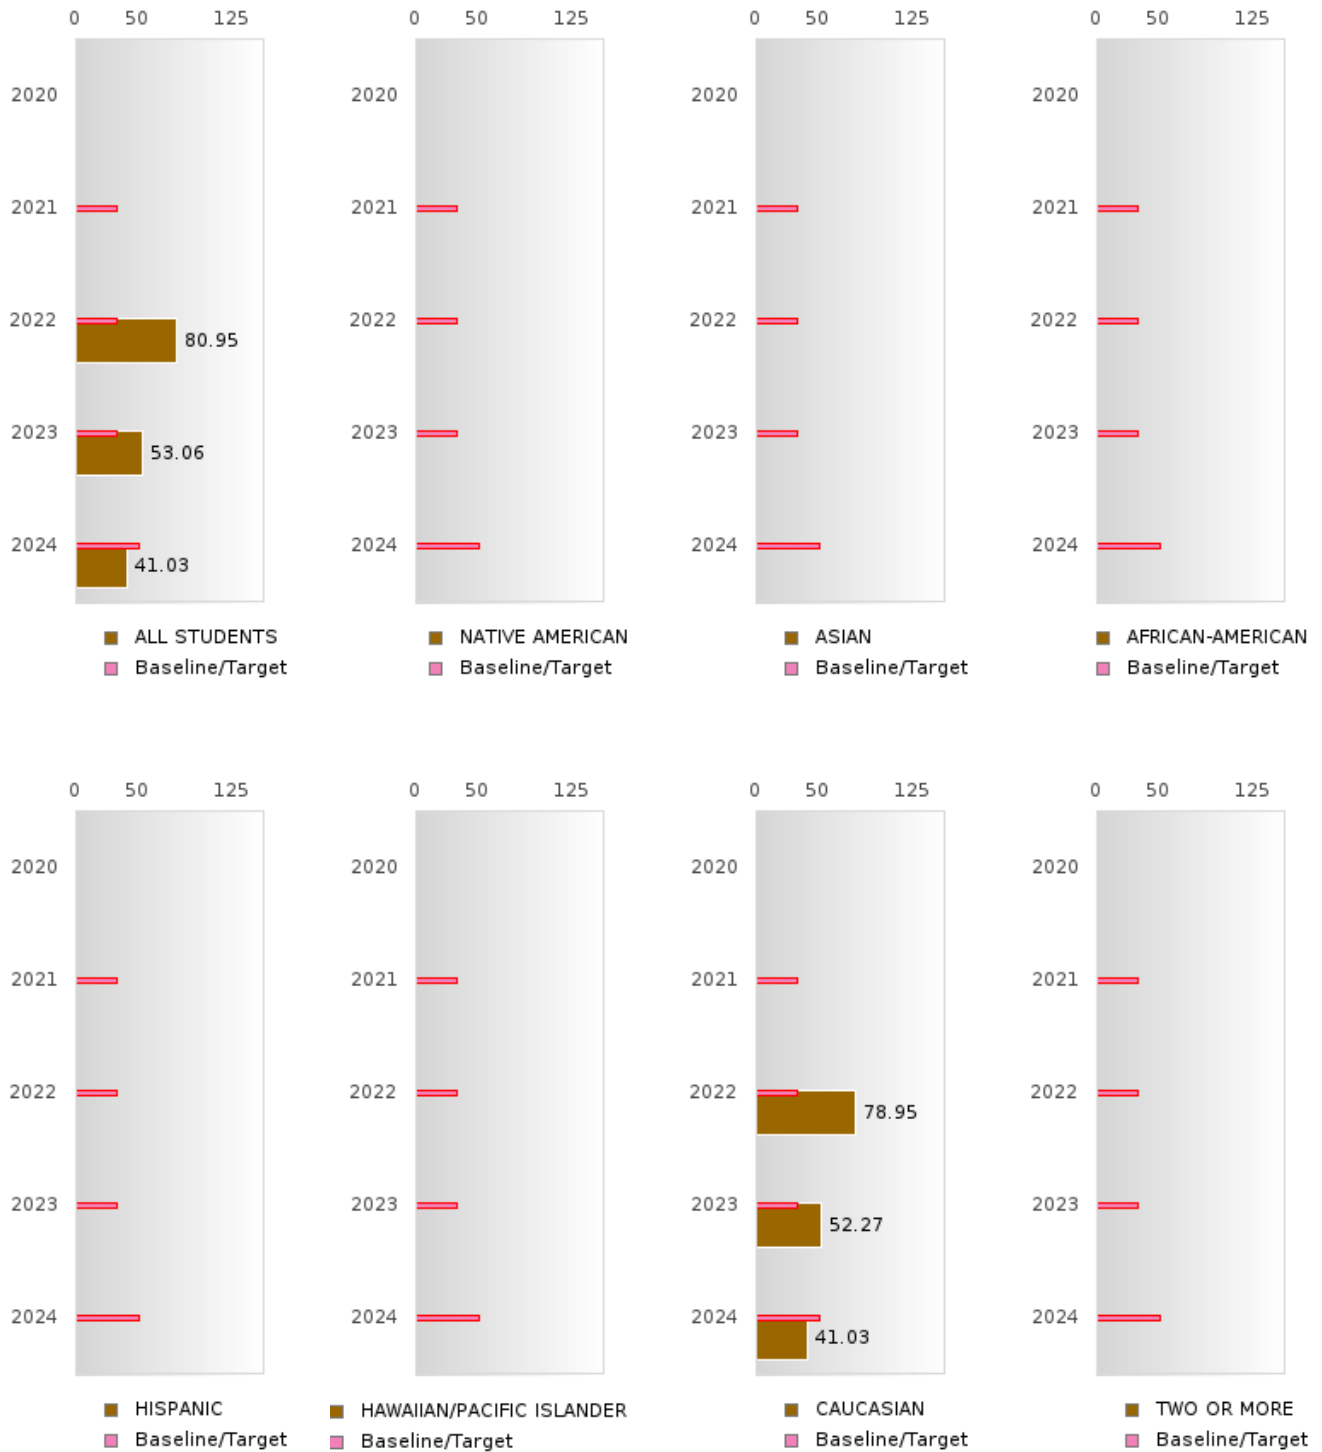 0 50 125 0 50 125 0 50 125 0 50 125
2020 2020 2020 2020
2021 2021 2021 2021
2022 2022 2022 2022
80.95
2023 2023 2023 2023
53.06
2024 2024 2024 2024
41.03
ALL STUDENTS NATIVE AMERICAN ASIAN AFRICAN-AMERICAN
Baseline/Target Baseline/Target Baseline/Target Baseline/Target
0 50 125 0 50 125 0 50 125 0 50 125
2020 2020 2020 2020
2021 2021 2021 2021
2022 2022 2022 2022
78.95
2023 2023 2023 2023
52.27
2024 2024 2024 2024
41.03
HISPANIC HAWAIIAN/PACIFIC ISLANDER CAUCASIAN TWO OR MORE
Baseline/Target Baseline/Target Baseline/Target Baseline/Target